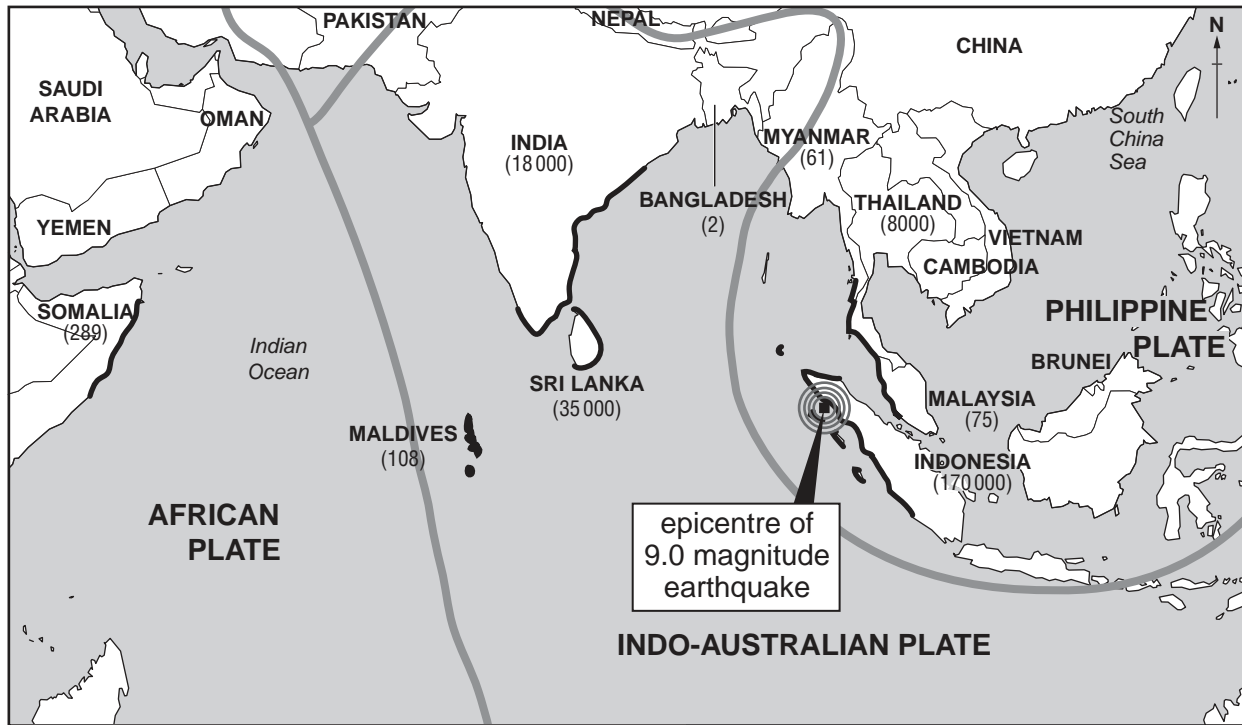 PAKISTAN
NEPAL
CHINA
N
SAUDI
ARABIA
OMAN
INDIA
(18 000)
MYANMAR
(61)
South
China
Sea
BANGLADESH
(2)
THAILAND
(8000)
YEMEN
VIETNAM
CAMBODIA
SOMALIA
(289)
PHILIPPINE
PLATE
Indian
Ocean
BRUNEI
SRI LANKA
(35 000)
MALAYSIA
(75)
MALDIVES
(108)
INDONESIA
(170 000)
AFRICAN
PLATE
epicentre of
9.0 magnitude
earthquake
INDO-AUSTRALIAN PLATE